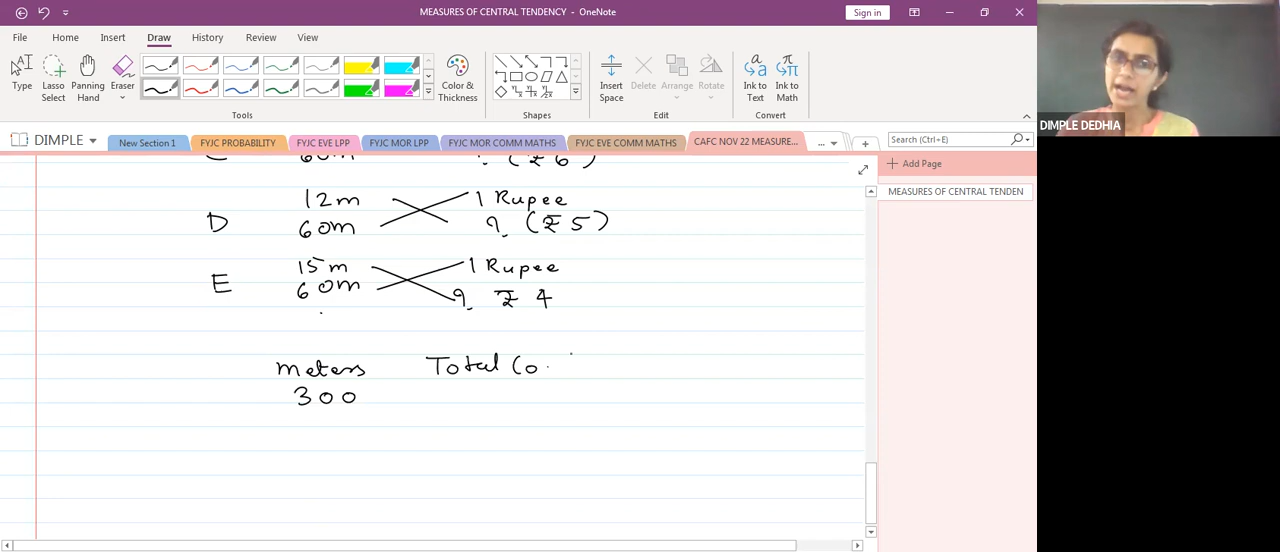 MEASURES OF CENTRAL TENDENCY - OneNote
Sign in
File Home Insert Draw History Review View
Type
Lasso Select
Panning Hand
Eraser
Color & Thickness
Insert Space
Delete
Arrange
Rotate
Ink to Text
Ink to Math
Tools
Shapes
Edit
Convert
DIMPLE DEDHIA
DIMPLE
New Section 1
FYJC PROBABILITY
FYJC EVE LPP
FYJC MOR LPP
FYJC MOR COMM MATHS
FYJC EVE COMM MATHS
CAFC NOV 22 MEASURE...
...
Search (Ctrl+E)
Add Page
MEASURES OF CENTRAL TENDEN
60m ? (₹ 6)
12m 1 Rupee
D 60m ? (₹ 5)
15m 1 Rupee
E 60m ? ₹ 4
Meters Total Co
300